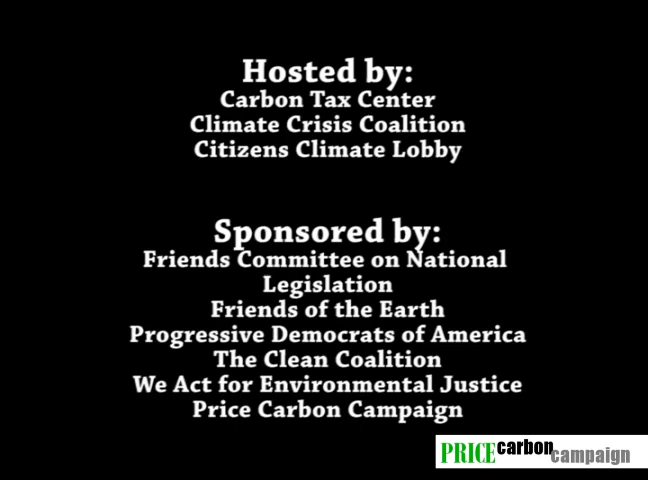 Hosted by:
Carbon Tax Center
Climate Crisis Coalition
Citizens Climate Lobby
Sponsored by:
Friends Committee on National
Legislation
Friends of the Earth
Progressive Democrats of America
The Clean Coalition
We Act for Environmental Justice
Price Carbon Campaign
PRICE carbon campaign